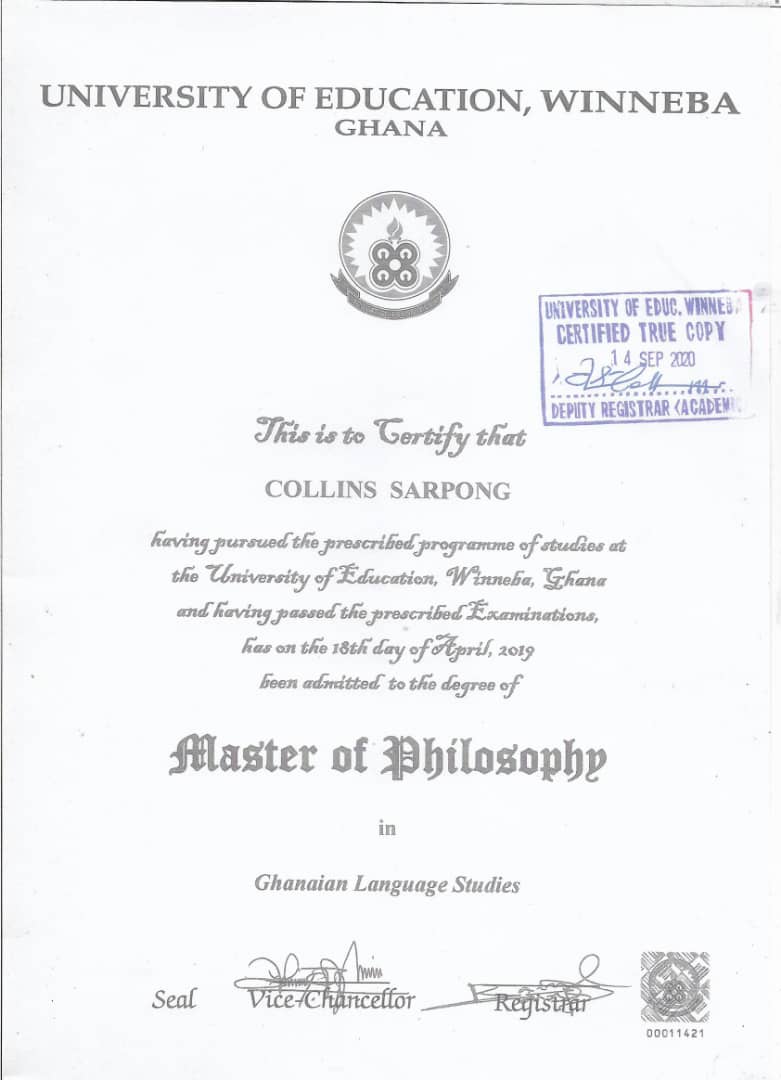 UNIVERSITY OF EDUCATION, WINNEBA
GHANA
UNIVERSITY OF EDUC. WINNEBA
CERTIFIED TRUE COPY
14 SEP 2020
DEPUTY REGISTRAR (ACADEMIC
This is to Certify that
COLLINS SARPONG
having pursued the prescribed programme of studies at
the University of Education, Winneba, Ghana
and having passed the prescribed Examinations,
has on the 18th day of April, 2019
been admitted to the degree of
Master of Philosophy
in
Ghanaian Language Studies
Seal Vice-Chancellor Registrar
00011421